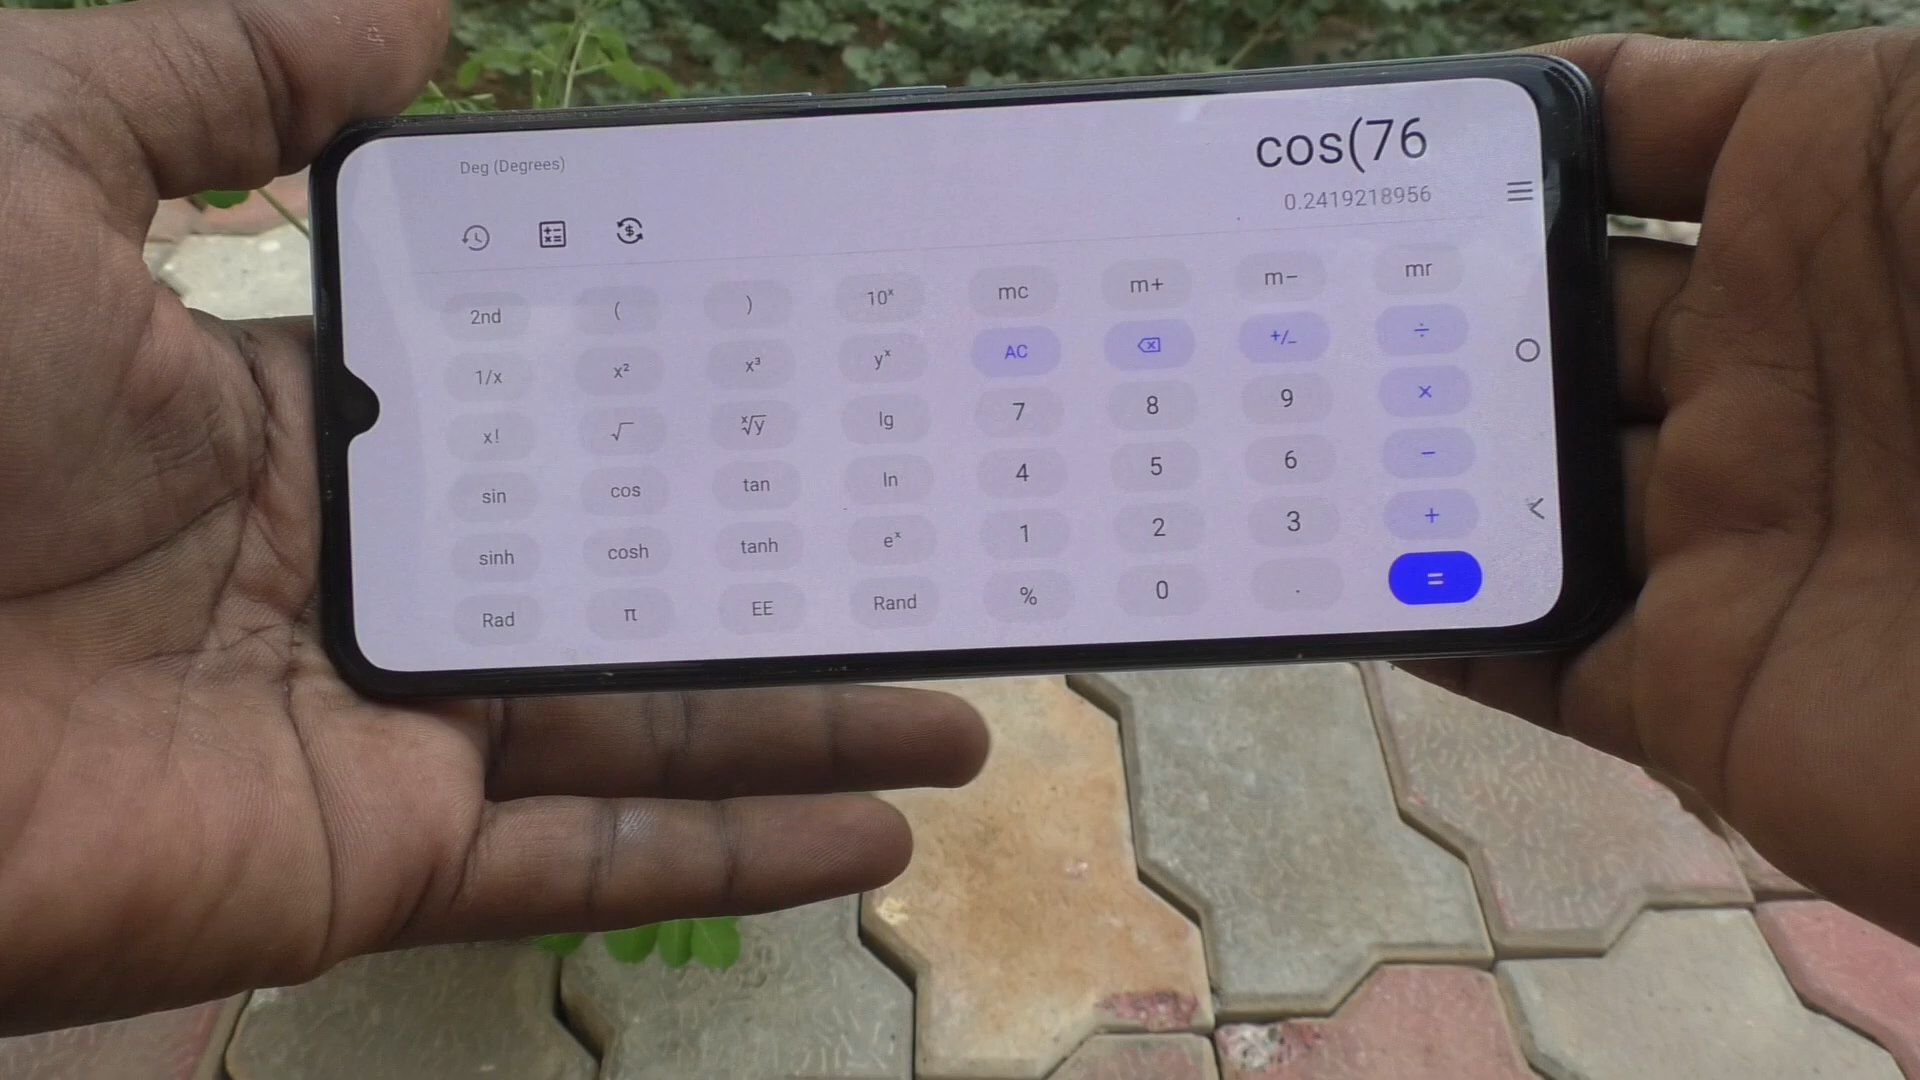 Deg (Degrees)
cos(76
0.2419218956
2nd ( ) 10ˣ mc m+ m− mr
1/x x² x³ yˣ AC +/− ÷
x! √ ˣ√y lg 7 8 9 ×
sin cos tan ln 4 5 6 −
sinh cosh tanh eˣ 1 2 3 +
Rad π EE Rand % 0 . =